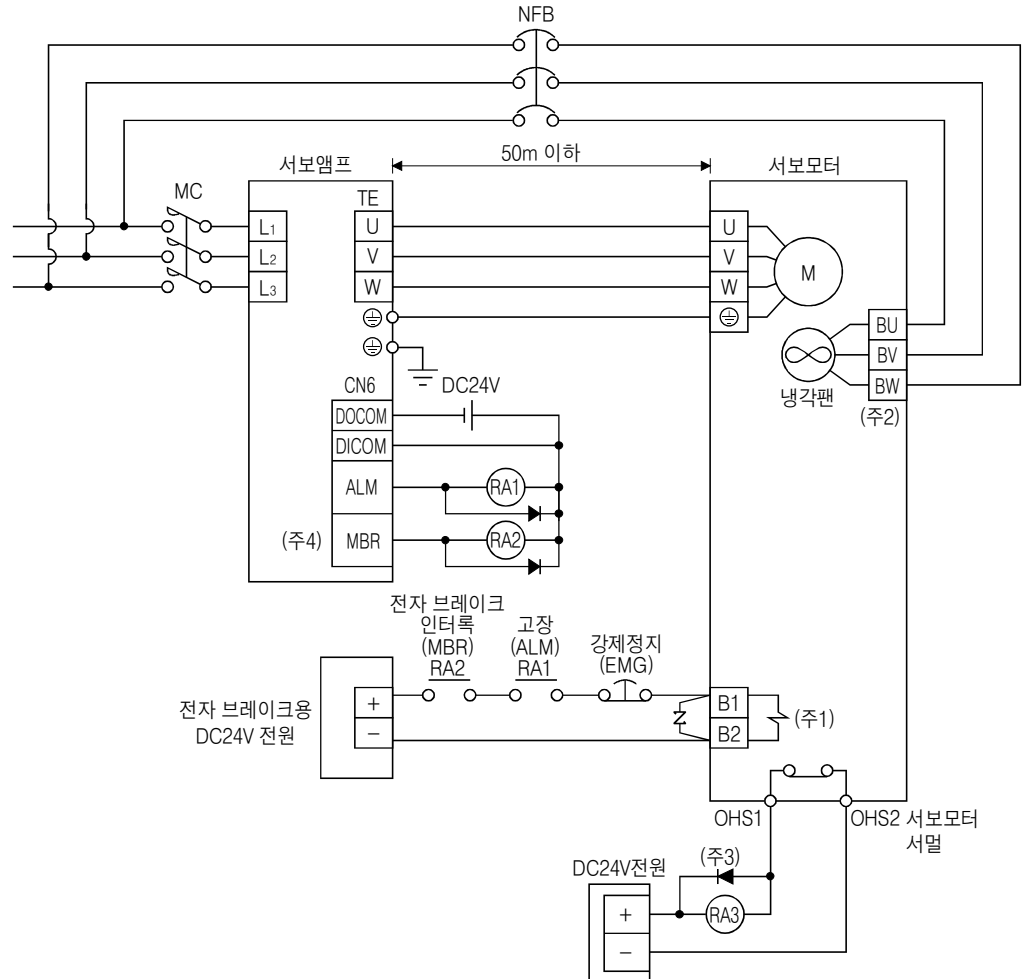 NFB
50m 이하
서보앰프
서보모터
MC
TE
L1
U
U
L2
V
V
M
L3
W
W
BU
BV
BW
냉각팬
(주2)
CN6
DC24V
DOCOM
DICOM
ALM
RA1
(주4)
MBR
RA2
전자 브레이크
인터록
(MBR)
RA2
고장
(ALM)
RA1
강제정지
(EMG)
전자 브레이크용
DC24V 전원
+
−
B1
B2
(주1)
OHS1
OHS2 서보모터
서멀
DC24V전원
(주3)
+
RA3
−